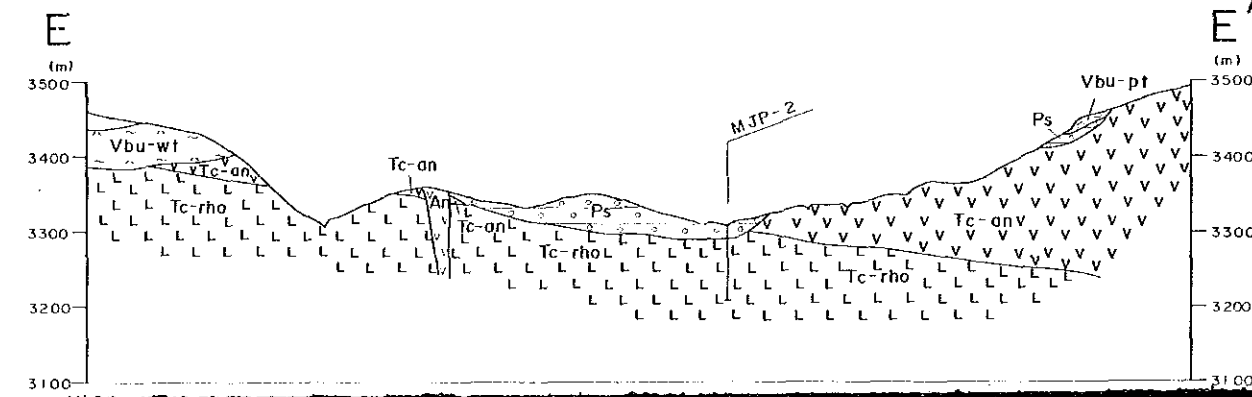 E
E'
(m)
(m)
3500
3500
Vbu-pt
MJP-2
Ps
Vbu-wt
3400
3400
Tc-an
Tc-an
An
Ps
Tc-rho
Tc-an
Tc-an
3300
3300
Tc-rho
Tc-rho
3200
3200
3100
3100